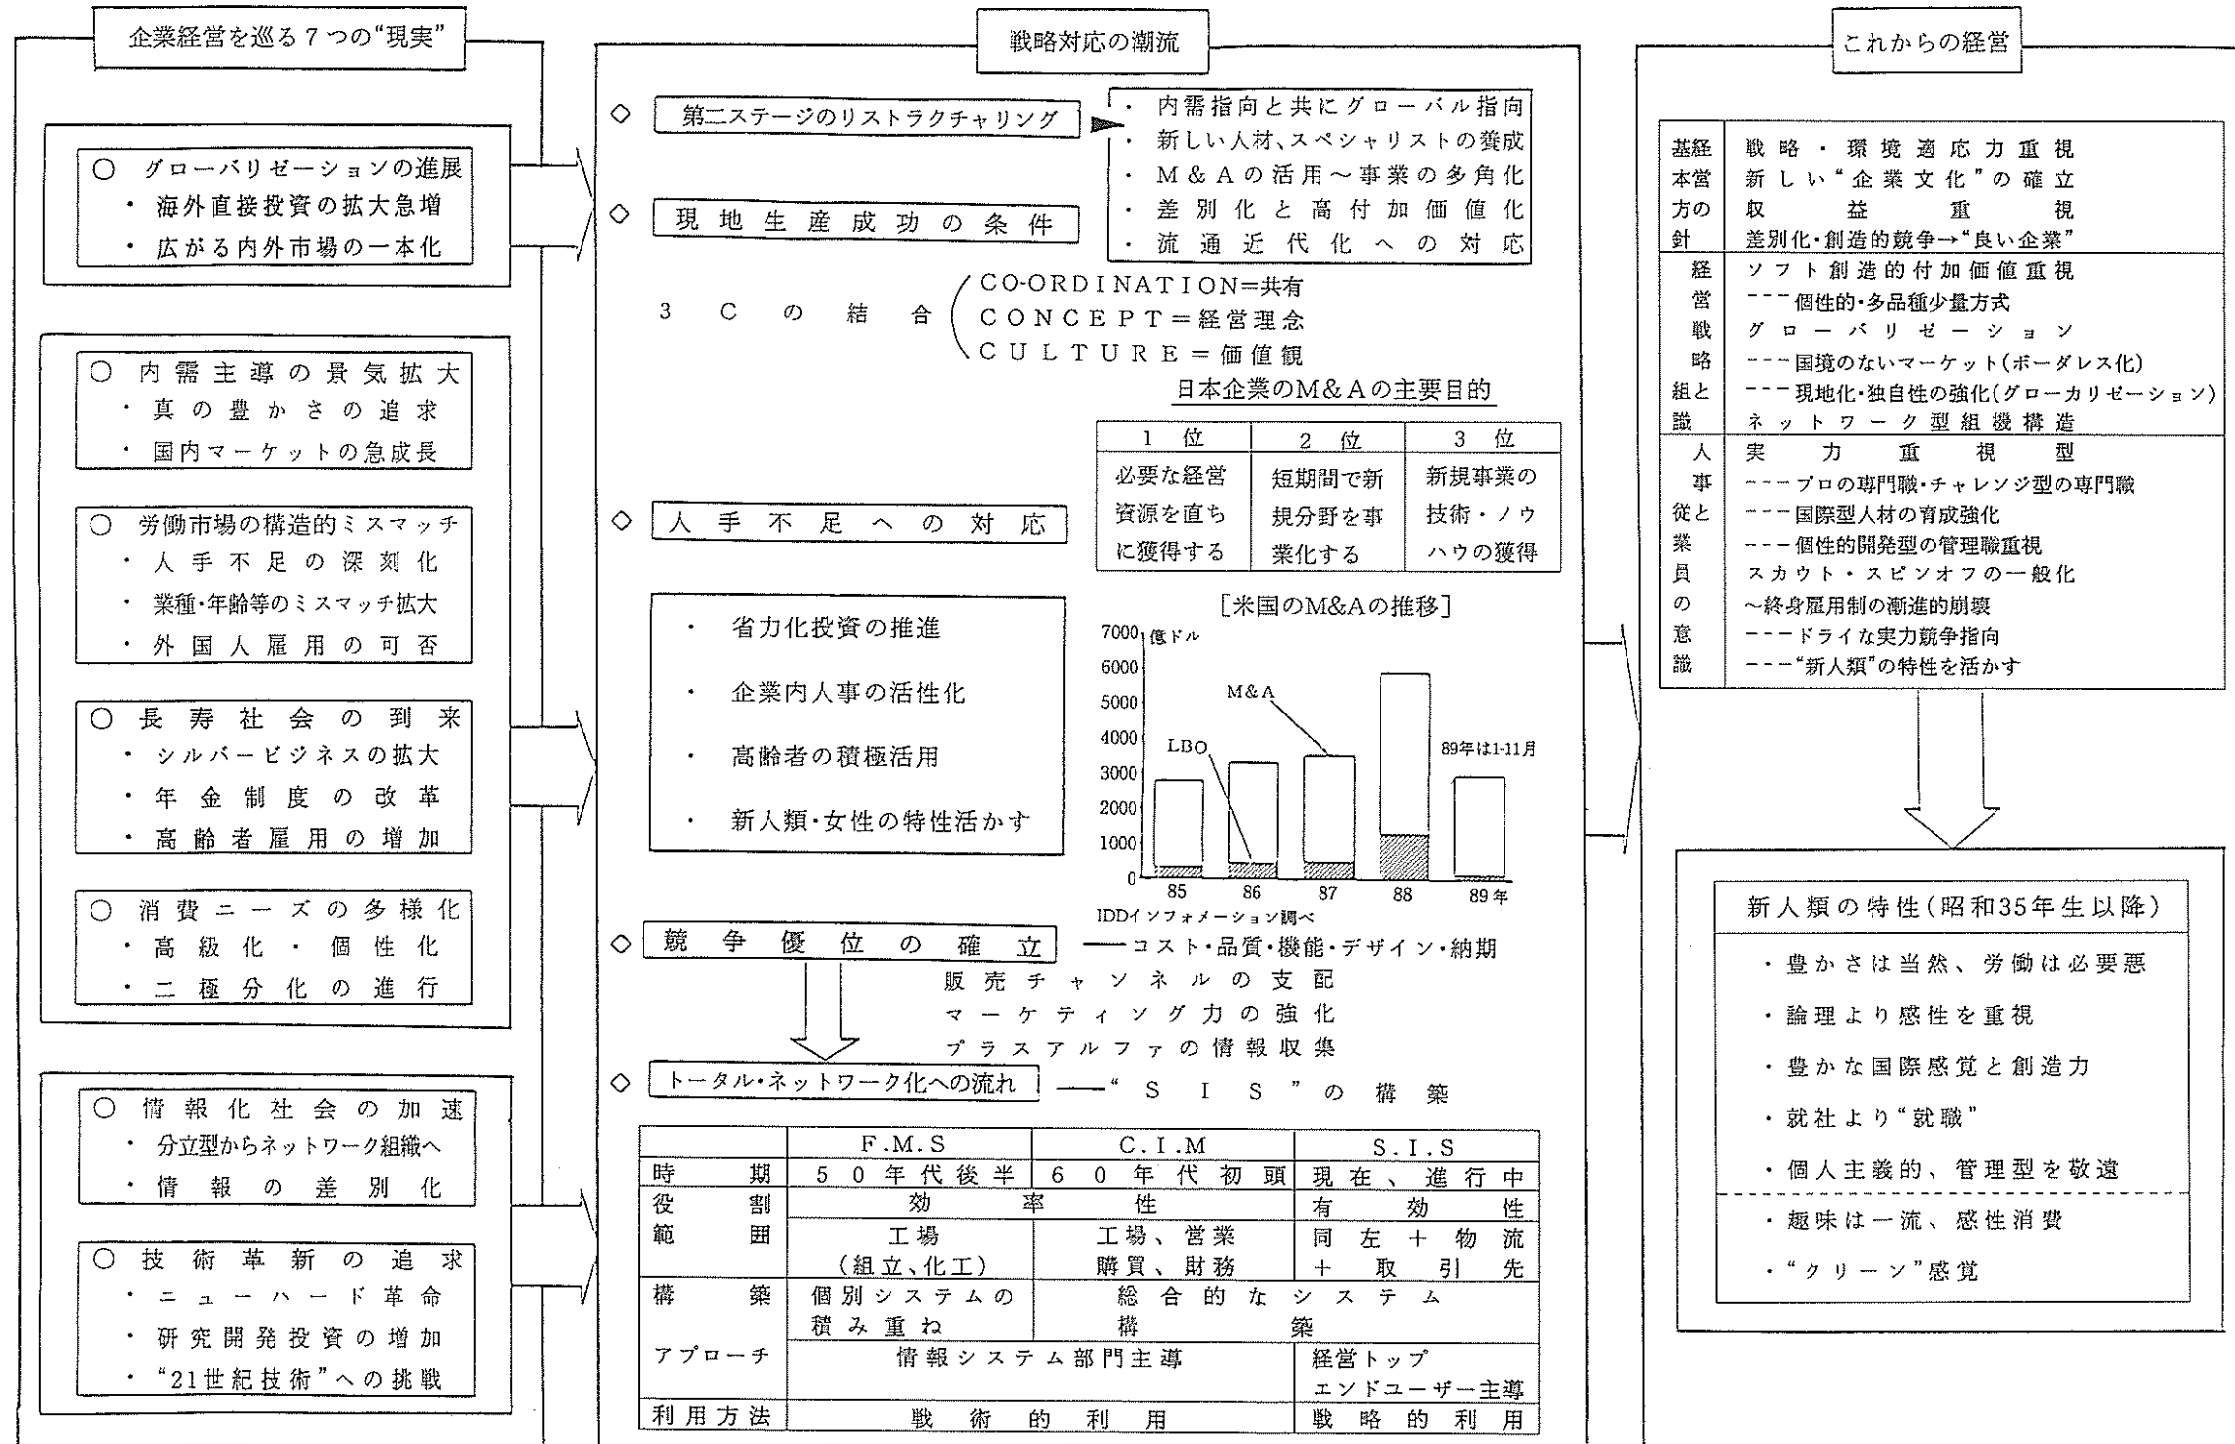 企業経営を巡る7つの“現実”
○ グローバリゼーションの進展
・ 海外直接投資の拡大急増
・ 広がる内外市場の一本化
○ 内需主導の景気拡大
・ 真の豊かさの追求
・ 国内マーケットの急成長
○ 労働市場の構造的ミスマッチ
・ 人手不足の深刻化
・ 業種・年齢等のミスマッチ拡大
・ 外国人雇用の可否
○ 長寿社会の到来
・ シルバービジネスの拡大
・ 年金制度の改革
・ 高齢者雇用の増加
○ 消費ニーズの多様化
・ 高級化・個性化
・ 二極分化の進行
○ 情報化社会の加速
・ 分立型からネットワーク組織へ
・ 情報の差別化
○ 技術革新の追求
・ ニューハード革命
・ 研究開発投資の増加
・ “21世紀技術”への挑戦
戦略対応の潮流
◇ 第二ステージのリストラクチャリング
・ 内需指向と共にグローバル指向
・ 新しい人材、スペシャリストの養成
・ M&Aの活用～事業の多角化
・ 差別化と高付加価値化
・ 流通近代化への対応
◇ 現地生産成功の条件
3Cの結合
CO-ORDINATION=共有
CONCEPT=経営理念
CULTURE=価値観
日本企業のM&Aの主要目的
1位 2位 3位
必要な経営 短期間で新 新規事業の
資源を直ち 規分野を事 技術・ノウ
に獲得する 業化する ハウの獲得
◇ 人手不足への対応
・ 省力化投資の推進
・ 企業内人事の活性化
・ 高齢者の積極活用
・ 新人類・女性の特性活かす
[米国のM&Aの推移]
7000 億ドル
6000
5000
4000
3000
2000
1000
0
M&A
LBO
89年は1-11月
85 86 87 88 89年
IDDインフォメーション調べ
◇ 競争優位の確立 ――コスト・品質・機能・デザイン・納期
販売チャンネルの支配
マーケティング力の強化
プラスアルファの情報収集
◇ トータル・ネットワーク化への流れ ――“SIS”の構築
F.M.S C.I.M S.I.S
時期 50年代後半 60年代初頭 現在、進行中
役割 効率性 有効性
範囲 工場 工場、営業 同左+物流
(組立、化工) 購買、財務 +取引先
構築 個別システムの 総合的なシステム
積み重ね 構築
アプローチ 情報システム部門主導 経営トップ
エンドユーザー主導
利用方法 戦術的利用 戦略的利用
これからの経営
基経 戦略・環境適応力重視
本営 新しい“企業文化”の確立
方の 収益重視
針 差別化・創造的競争→“良い企業”
経 ソフト創造的付加価値重視
営 ---個性的・多品種少量方式
戦 グローバリゼーション
略 ---国境のないマーケット(ボーダレス化)
組と ---現地化・独自性の強化(グローカリゼーション)
識 ネットワーク型組機構造
人 実力重視型
事 ---プロの専門職・チャレンジ型の専門職
従と ---国際型人材の育成強化
業 ---個性的開発型の管理職重視
員 スカウト・スピンオフの一般化
の ～終身雇用制の漸進的崩壊
意 ---ドライな実力競争指向
識 ---“新人類”の特性を活かす
新人類の特性(昭和35年生以降)
・豊かさは当然、労働は必要悪
・論理より感性を重視
・豊かな国際感覚と創造力
・就社より“就職”
・個人主義的、管理型を敬遠
・趣味は一流、感性消費
・“クリーン”感覚